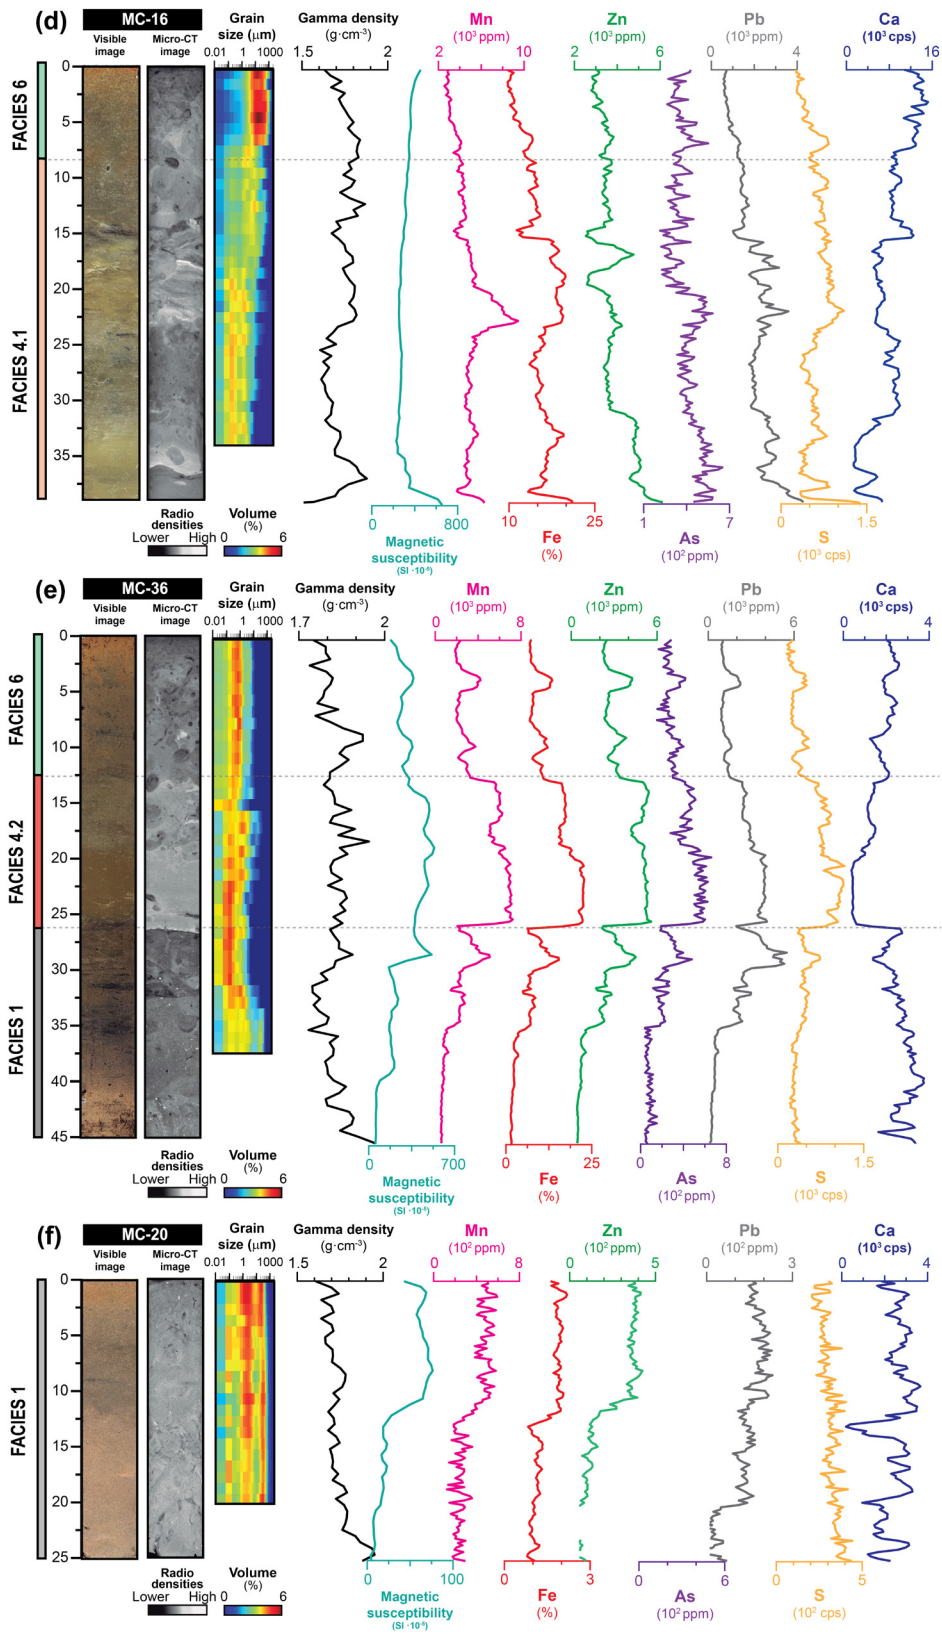 (d) MC-16 Grain size (μm) Gamma density (g·cm-3) Mn (10³ ppm) Zn (10³ ppm) Pb (10³ ppm) Ca (10³ cps)
Visible image Micro-CT image 0.01 1 1000 1.5 2 2 10 2 6 0 4 0 16
FACIES 6
FACIES 4.1
0
5
10
15
20
25
30
35
Radio densities
Lower High
Volume (%)
0 6
0 800 10 25 1 7 0 1.5
Magnetic susceptibility (SI ·10-6) Fe (%) As (10² ppm) S (10³ cps)
(e) MC-36 Grain size (μm) Gamma density (g·cm-3) Mn (10³ ppm) Zn (10³ ppm) Pb (10³ ppm) Ca (10³ cps)
Visible image Micro-CT image 0.01 1 1000 1.7 2 0 8 0 6 0 6 0 4
FACIES 6
FACIES 4.2
FACIES 1
0
5
10
15
20
25
30
35
40
45
Radio densities
Lower High
Volume (%)
0 6
0 700 0 25 0 8 0 1.5
Magnetic susceptibility (SI ·10-6) Fe (%) As (10² ppm) S (10³ cps)
(f) MC-20 Grain size (μm) Gamma density (g·cm-3) Mn (10² ppm) Zn (10² ppm) Pb (10² ppm) Ca (10³ cps)
Visible image Micro-CT image 0.01 1 1000 1.5 2 0 8 0 5 0 3 0 4
FACIES 1
0
5
10
15
20
25
Radio densities
Lower High
Volume (%)
0 6
0 100 0 3 0 6 0 5
Magnetic susceptibility (SI ·10-6) Fe (%) As (10² ppm) S (10² cps)